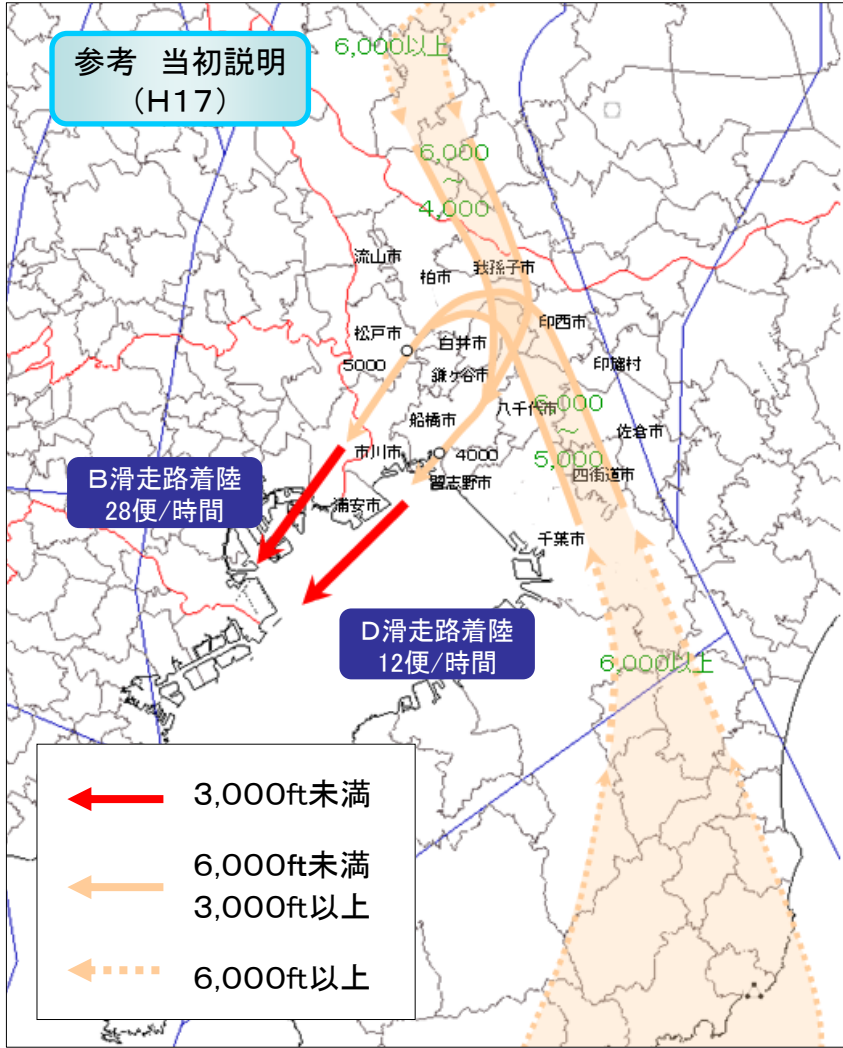 参考 当初説明
(H17)
6,000以上
6,000
～
4,000
流山市
柏市
我孫子市
松戸市
白井市
印西市
5000
鎌ヶ谷市
印旛村
船橋市
八千代市
6,000
～
5,000
佐倉市
市川市
4000
習志野市
四街道市
B滑走路着陸
28便/時間
浦安市
千葉市
D滑走路着陸
12便/時間
6,000以上
3,000ft未満
6,000ft未満
3,000ft以上
6,000ft以上